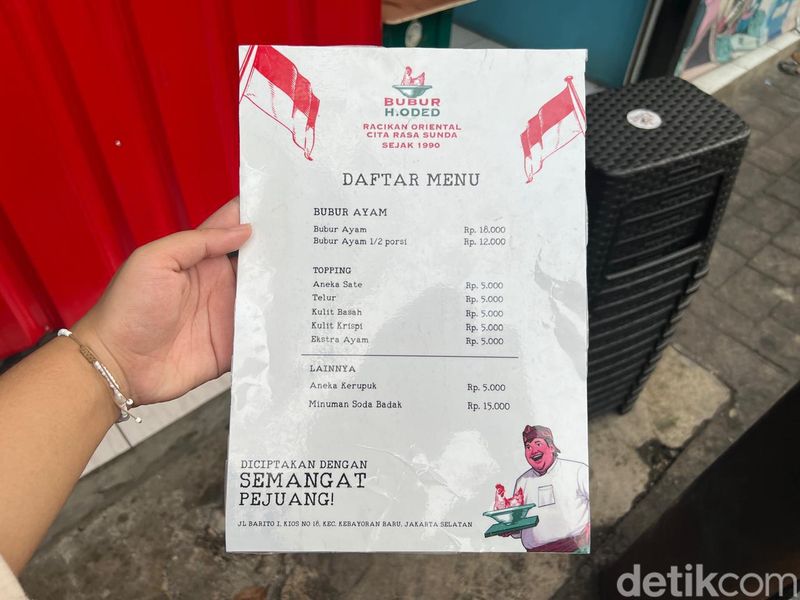 BUBUR
H.ODED
RACIKAN ORIENTAL
CITA RASA SUNDA
SEJAK 1990
DAFTAR MENU
BUBUR AYAM
Bubur Ayam Rp. 18.000
Bubur Ayam 1/2 porsi Rp. 12.000
TOPPING
Aneka Sate Rp. 5.000
Telur Rp. 5.000
Kulit Basah Rp. 5.000
Kulit Krispi Rp. 5.000
Ekstra Ayam Rp. 5.000
LAINNYA
Aneka Kerupuk Rp. 5.000
Minuman Soda Badak Rp. 15.000
DICIPTAKAN DENGAN
SEMANGAT
PEJUANG!
JL BARITO I, KIOS NO 18, KEC. KEBAYORAN BARU, JAKARTA SELATAN
detikcom